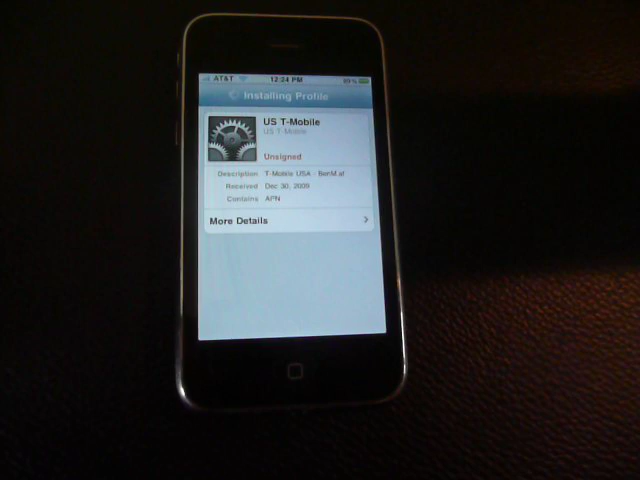 AT&T 12:24 PM 89%
Installing Profile
US T-Mobile
US T-Mobile
Unsigned
Description T-Mobile USA - BenM.at
Received Dec 30, 2009
Contains APN
More Details